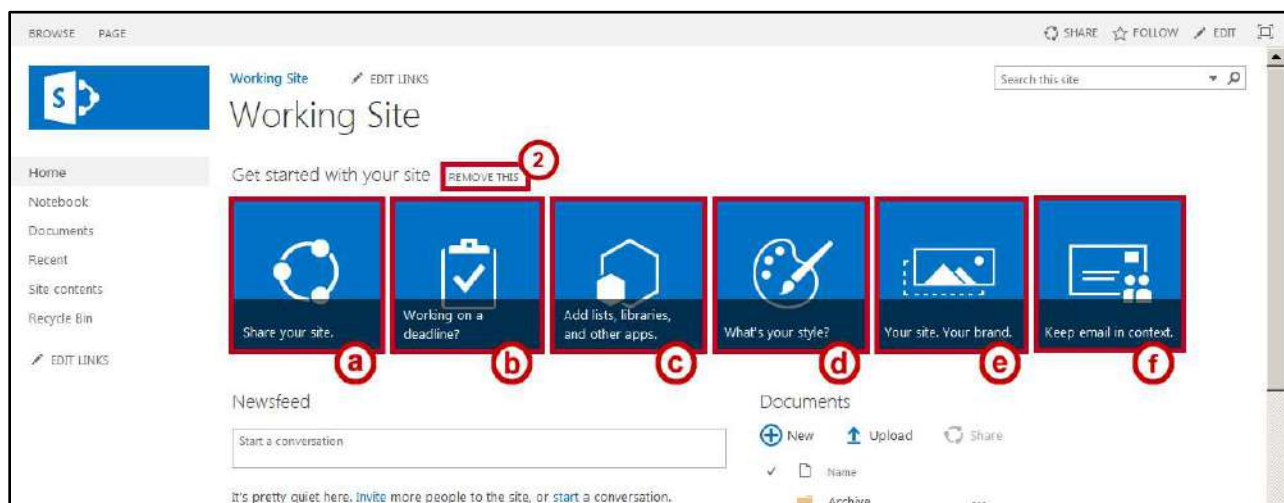 BROWSE PAGE
SHARE FOLLOW EDIT
S
Working Site EDIT LINKS
Search this site
Working Site
Home
Notebook
Documents
Recent
Site contents
Recycle Bin
EDIT LINKS
Get started with your site REMOVE THIS
2
Share your site.
a
Working on a
deadline?
b
Add lists, libraries,
and other apps.
c
What's your style?
d
Your site. Your brand.
e
Keep email in context.
f
Newsfeed
Start a conversation
It's pretty quiet here. Invite more people to the site, or start a conversation.
Documents
New Upload Share
Name
Archive